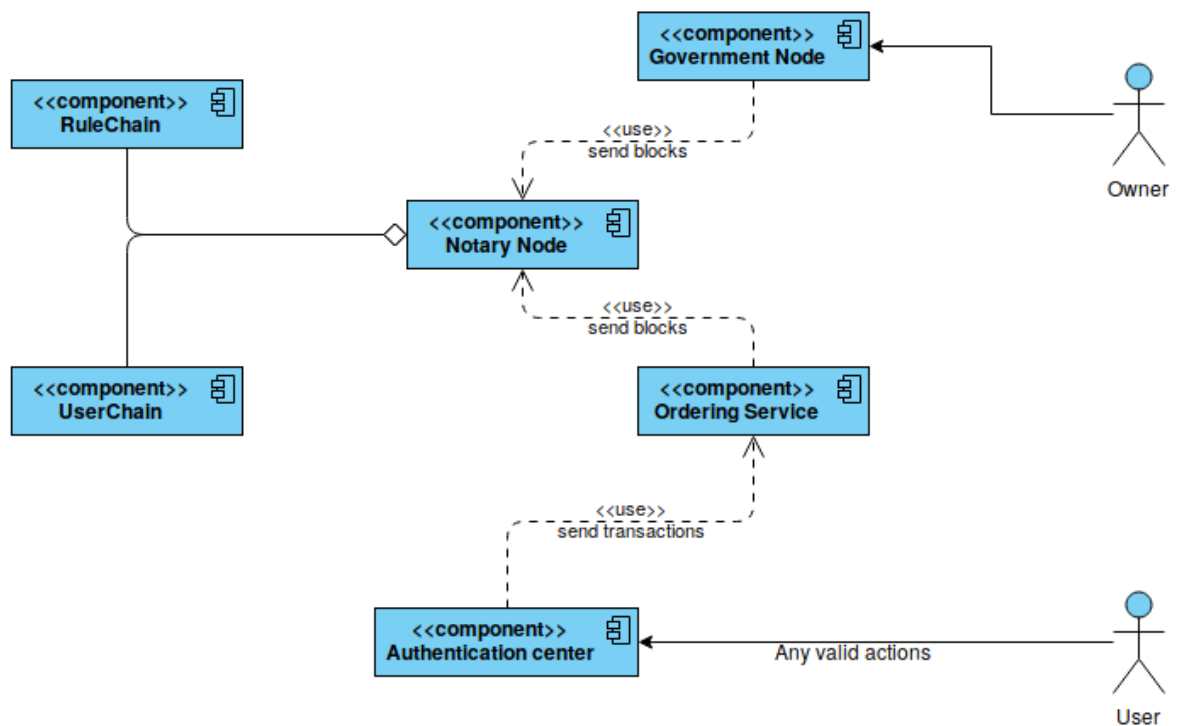 <<component>>
Government Node
<<component>>
RuleChain
<<use>>
send blocks
Owner
<<component>>
Notary Node
<<use>>
send blocks
<<component>>
UserChain
<<component>>
Ordering Service
<<use>>
send transactions
<<component>>
Authentication center
Any valid actions
User